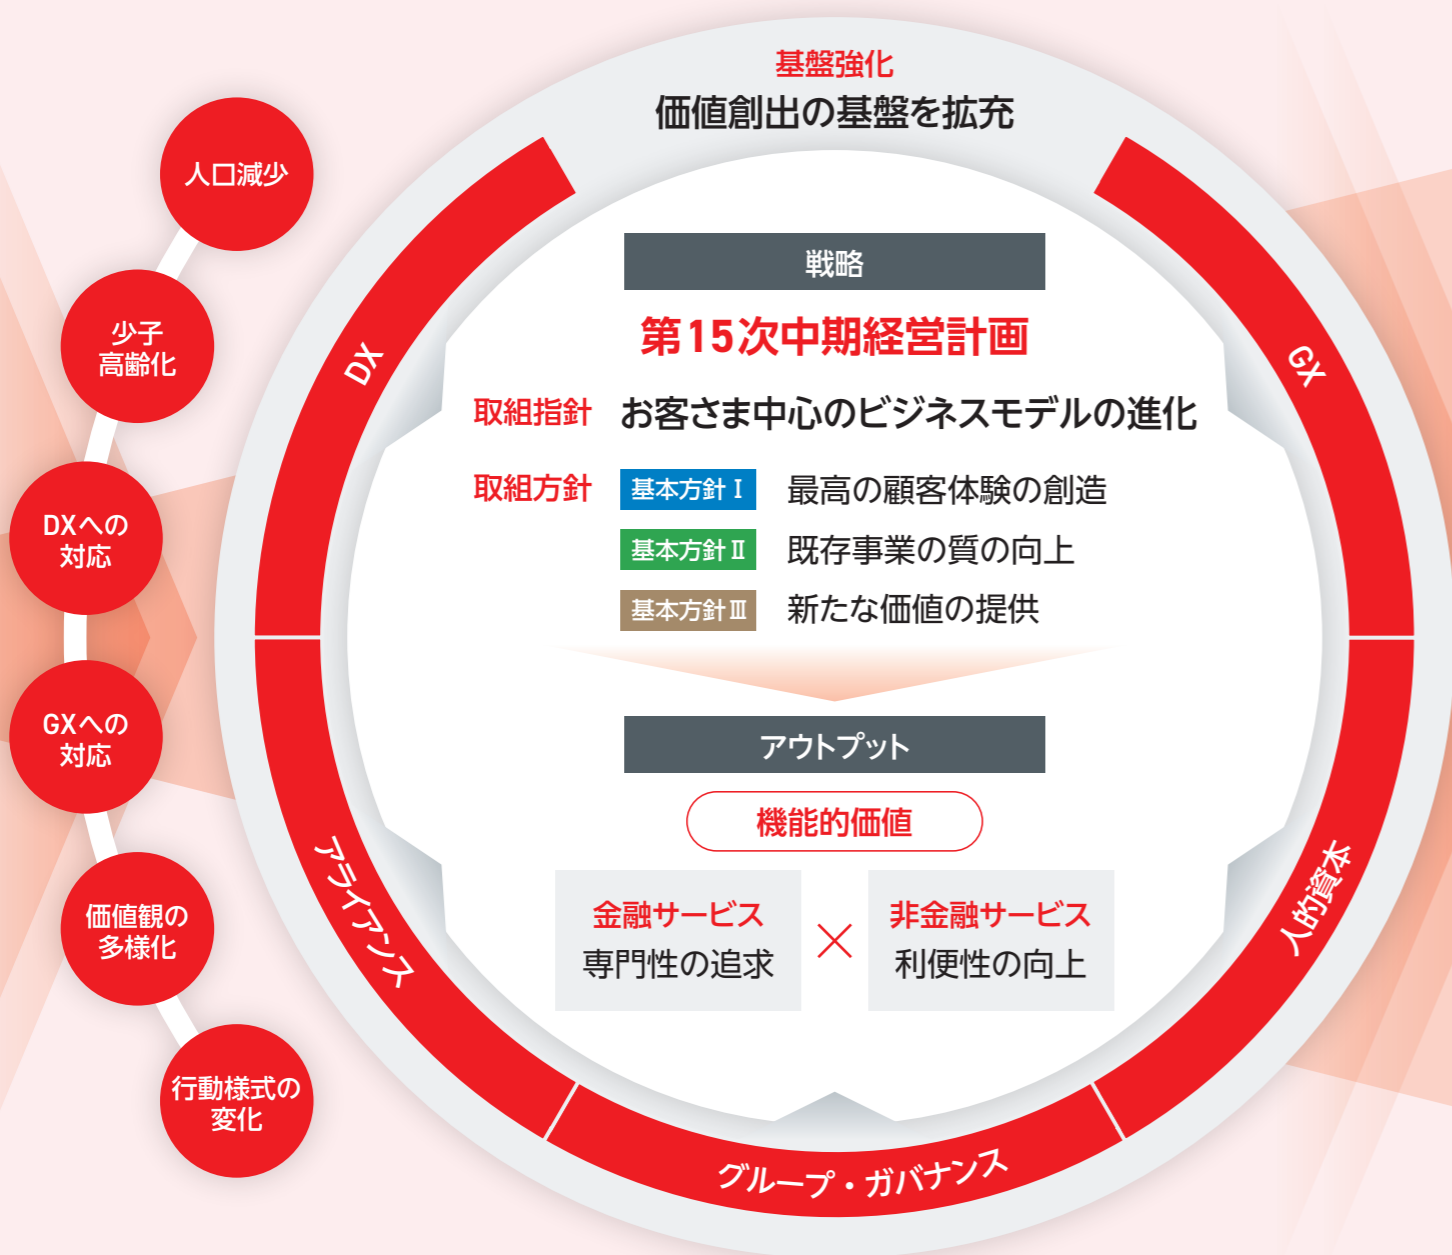 人口減少
少子
高齢化
DXへの
対応
GXへの
対応
価値観の
多様化
行動様式の
変化
基盤強化
価値創出の基盤を拡充
DX
GX
アライアンス
人的資本
グループ・ガバナンス
戦略
第15次中期経営計画
取組指針 お客さま中心のビジネスモデルの進化
取組方針 基本方針Ⅰ 最高の顧客体験の創造
基本方針Ⅱ 既存事業の質の向上
基本方針Ⅲ 新たな価値の提供
アウトプット
機能的価値
金融サービス
専門性の追求
×
非金融サービス
利便性の向上